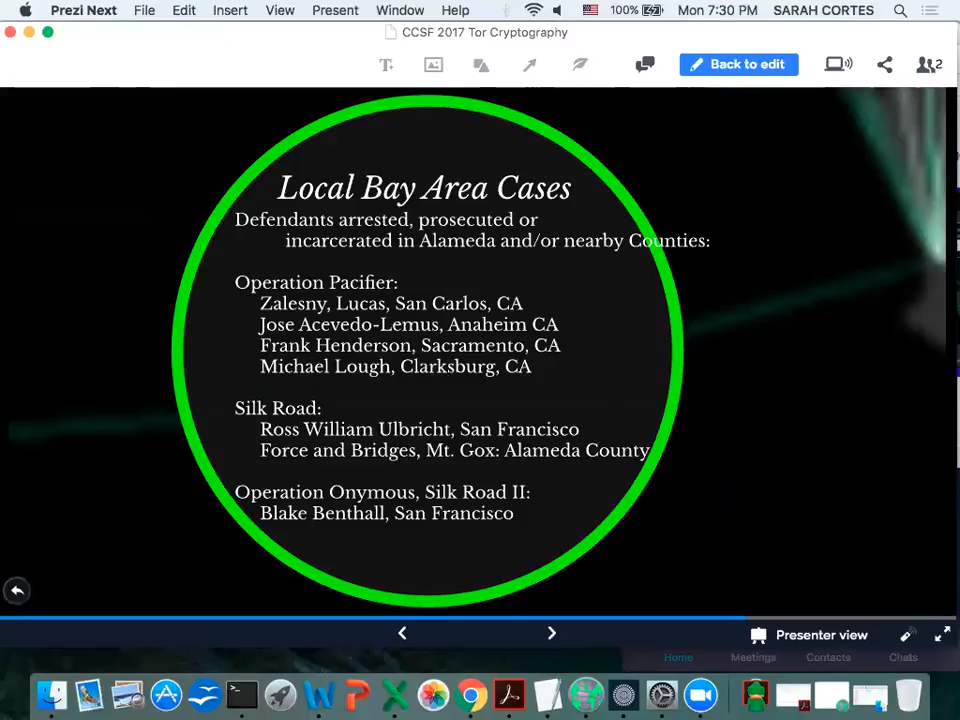 Prezi Next File Edit Insert View Present Window Help 100% Mon 7:30 PM SARAH CORTES
CCSF 2017 Tor Cryptography
Back to edit 2
Local Bay Area Cases
Defendants arrested, prosecuted or
incarcerated in Alameda and/or nearby Counties:
Operation Pacifier:
Zalesny, Lucas, San Carlos, CA
Jose Acevedo-Lemus, Anaheim CA
Frank Henderson, Sacramento, CA
Michael Lough, Clarksburg, CA
Silk Road:
Ross William Ulbricht, San Francisco
Force and Bridges, Mt. Gox: Alameda County
Operation Onymous, Silk Road II:
Blake Benthall, San Francisco
Presenter view
Home Meetings Contacts Chats